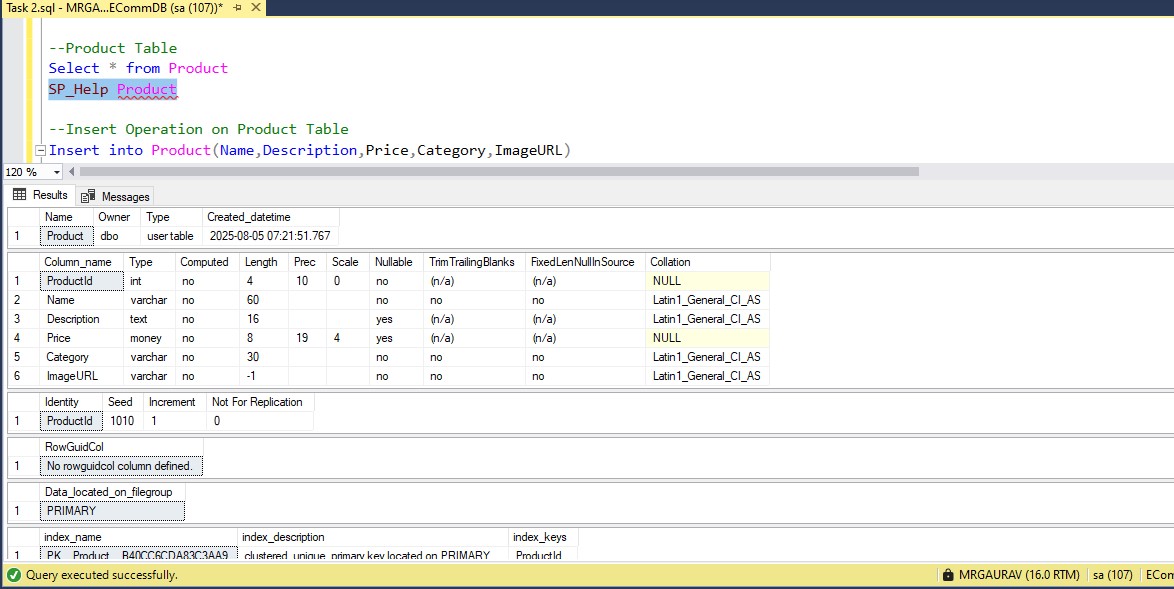 Task 2.sql - MRGA...ECommDB (sa (107))*
--Product Table
Select * from Product
SP_Help Product
--Insert Operation on Product Table
Insert into Product(Name,Description,Price,Category,ImageURL)
120 %
Results Messages
Name Owner Type Created_datetime
1 Product dbo user table 2025-08-05 07:21:51.767
Column_name Type Computed Length Prec Scale Nullable TrimTrailingBlanks FixedLenNullInSource Collation
1 ProductId int no 4 10 0 no (n/a) (n/a) NULL
2 Name varchar no 60 no no no Latin1_General_CI_AS
3 Description text no 16 yes (n/a) (n/a) Latin1_General_CI_AS
4 Price money no 8 19 4 yes (n/a) (n/a) NULL
5 Category varchar no 30 no no no Latin1_General_CI_AS
6 ImageURL varchar no -1 no no no Latin1_General_CI_AS
Identity Seed Increment Not For Replication
1 ProductId 1010 1 0
RowGuidCol
1 No rowguidcol column defined.
Data_located_on_filegroup
1 PRIMARY
index_name index_description index_keys
1 PK__Product__B40CC6CDA83C3AA9 clustered, unique, primary key located on PRIMARY ProductId
Query executed successfully. MRGAURAV (16.0 RTM) sa (107) ECom